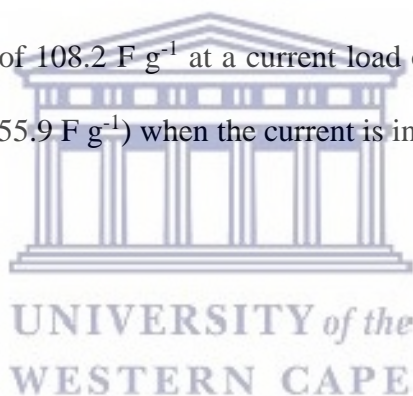 of 108.2 F g⁻¹ at a current load
55.9 F g⁻¹) when the current is in
UNIVERSITY of the
WESTERN CAPE